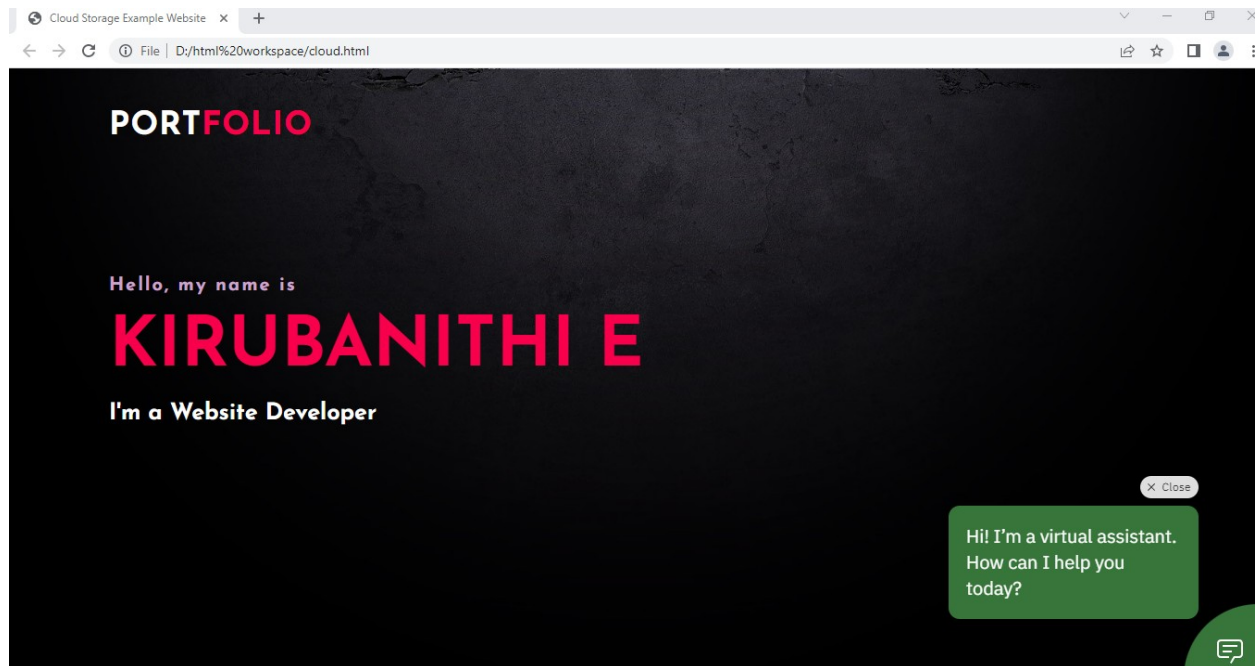 Cloud Storage Example Website
File | D:/html%20workspace/cloud.html
PORTFOLIO
Hello, my name is
KIRUBANITHI E
I'm a Website Developer
Close
Hi! I’m a virtual assistant.
How can I help you
today?